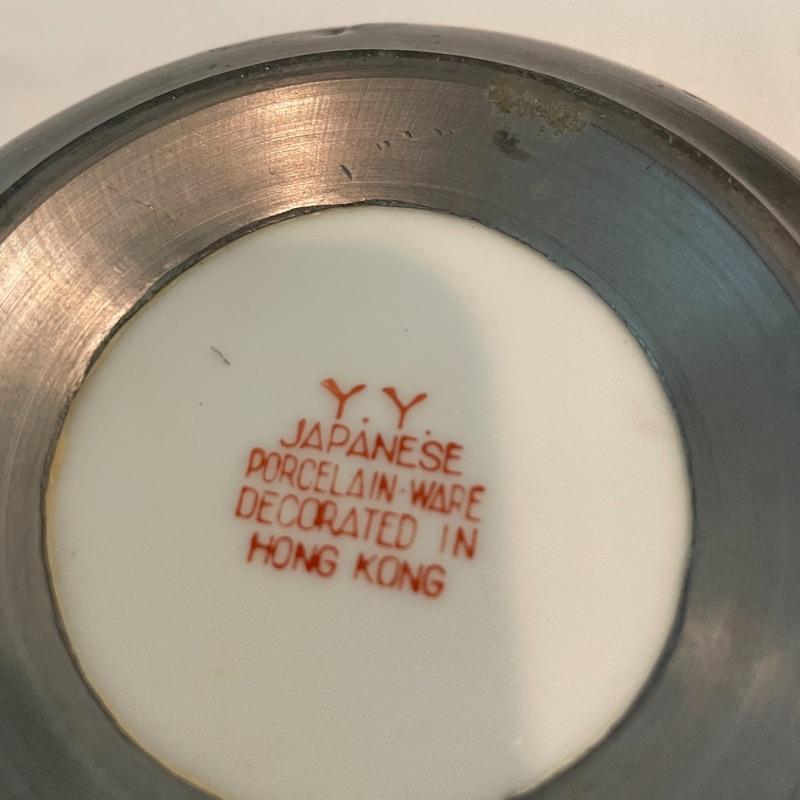 Y. Y.
JAPANESE
PORCELAIN-WARE
DECORATED IN
HONG KONG